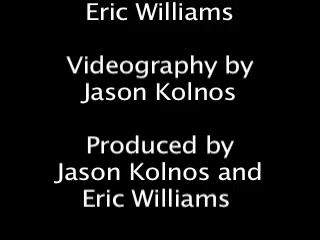 Eric Williams
Videography by
Jason Kolnos
Produced by
Jason Kolnos and
Eric Williams